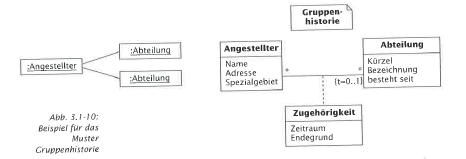 Gruppen-
historie
:Angestellter
:Abteilung
:Abteilung
Angestellter
Name
Adresse
Spezialgebiet
*
*
{t=0..1}
Abteilung
Kürzel
Bezeichnung
besteht seit
Zugehörigkeit
Zeitraum
Endegrund
Abb. 3.1-10:
Beispiel für das
Muster
Gruppenhistorie